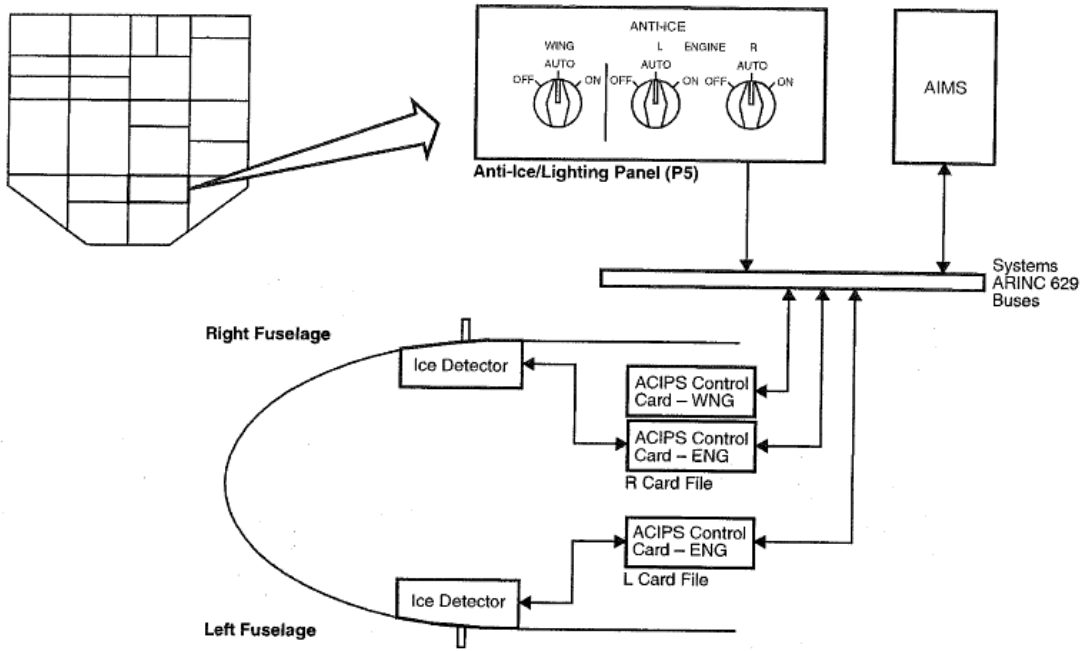 ANTI-ICE
WING L ENGINE R
AUTO AUTO AUTO
OFF ON OFF ON OFF ON
Anti-Ice/Lighting Panel (P5)
AIMS
Systems
ARINC 629
Buses
Right Fuselage
Ice Detector
ACIPS Control
Card – WNG
ACIPS Control
Card – ENG
R Card File
ACIPS Control
Card – ENG
L Card File
Ice Detector
Left Fuselage